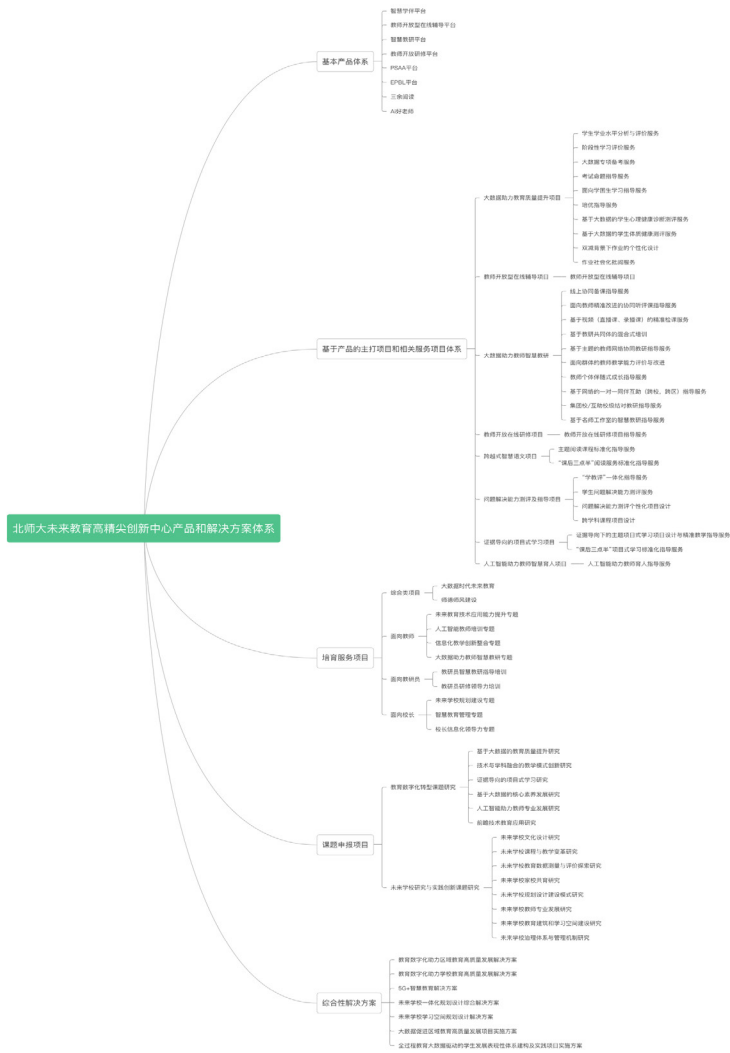 北师大未来教育高精尖创新中心产品和解决方案体系
基本产品体系
智慧学伴平台
教师开放型在线辅导平台
智慧教研平台
教师开放研修平台
PSAA平台
EPBL平台
三余阅读
AI好老师
基于产品的主打项目和相关服务项目体系
大数据助力教育质量提升项目
学生学业水平分析与评价服务
阶段性学习评价服务
大数据专项备考服务
考试命题指导服务
面向学困生学习指导服务
培优指导服务
基于大数据的学生心理健康诊断测评服务
基于大数据的学生体质健康测评服务
双减背景下作业的个性化设计
作业社会化批阅服务
教师开放型在线辅导项目
教师开放型在线辅导项目
大数据助力教师智慧教研
线上协同备课指导服务
面向教师精准改进的协同听评课指导服务
基于视频（直播课、录播课）的精准检课服务
基于教研共同体的混合式培训
基于主题的教师网络协同教研指导服务
面向群体的教师教学能力评价与改进
教师个体伴随式成长指导服务
基于网络的一对一同伴互助（跨校、跨区）指导服务
集团校/互助校级结对教研指导服务
基于名师工作室的智慧教研指导服务
教师开放在线研修项目
教师开放在线研修项目指导服务
跨越式智慧语文项目
主题阅读课程标准化指导服务
“课后三点半”阅读服务标准化指导服务
问题解决能力测评及指导项目
“学教评”一体化指导服务
学生问题解决能力测评服务
问题解决能力测评个性化项目设计
跨学科课程项目设计
证据导向的项目式学习项目
证据导向下的主题项目式学习项目设计与精准教学指导服务
“课后三点半”项目式学习标准化指导服务
人工智能助力教师智慧育人项目
人工智能助力教师育人指导服务
培育服务项目
综合类项目
大数据时代未来教育
师德师风建设
面向教师
未来教育技术应用能力提升专题
人工智能教师培训专题
信息化教学创新整合专题
大数据助力教师智慧教研专题
面向教研员
教研员智慧教研指导培训
教研员研修领导力培训
面向校长
未来学校规划建设专题
智慧教育管理专题
校长信息化领导力专题
课题申报项目
教育数字化转型课题研究
基于大数据的教育质量提升研究
技术与学科融合的教学模式创新研究
证据导向的项目式学习研究
基于大数据的核心素养发展研究
人工智能助力教师专业发展研究
前瞻技术教育应用研究
未来学校研究与实践创新课题研究
未来学校文化设计研究
未来学校课程与教学变革研究
未来学校教育数据测量与评价探索研究
未来学校家校共育研究
未来学校规划设计建设模式研究
未来学校教师专业发展研究
未来学校教育建筑和学习空间建设研究
未来学校治理体系与管理机制研究
综合性解决方案
教育数字化助力区域教育高质量发展解决方案
教育数字化助力学校教育高质量发展解决方案
5G+智慧教育解决方案
未来学校一体化规划设计综合解决方案
未来学校学习空间规划设计解决方案
大数据促进区域教育高质量发展项目实施方案
全过程教育大数据驱动的学生发展表现性体系建构及实践项目实施方案